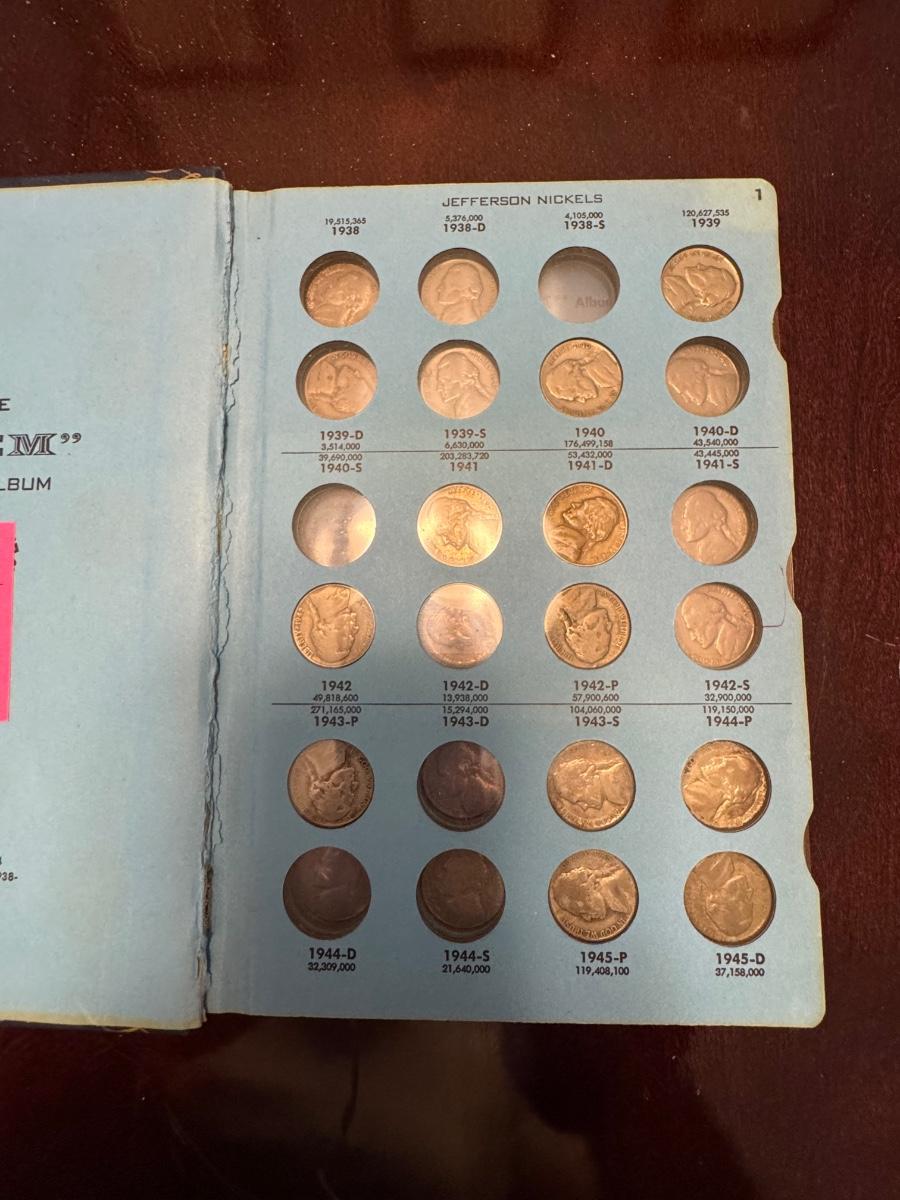 JEFFERSON NICKELS
1
19,515,365 5,376,000 4,105,000 120,627,535
1938 1938-D 1938-S 1939
Albu
1939-D 1939-S 1940 1940-D
3,514,000 6,630,000 176,499,158 43,540,000
39,690,000 203,283,720 53,432,000 43,445,000
1940-S 1941 1941-D 1941-S
1942 1942-D 1942-P 1942-S
49,818,600 13,938,000 57,900,600 32,900,000
271,165,000 15,294,000 104,060,000 119,150,000
1943-P 1943-D 1943-S 1944-P
1944-D 1944-S 1945-P 1945-D
32,309,000 21,640,000 119,408,100 37,158,000
E
EM"
LBUM
938-